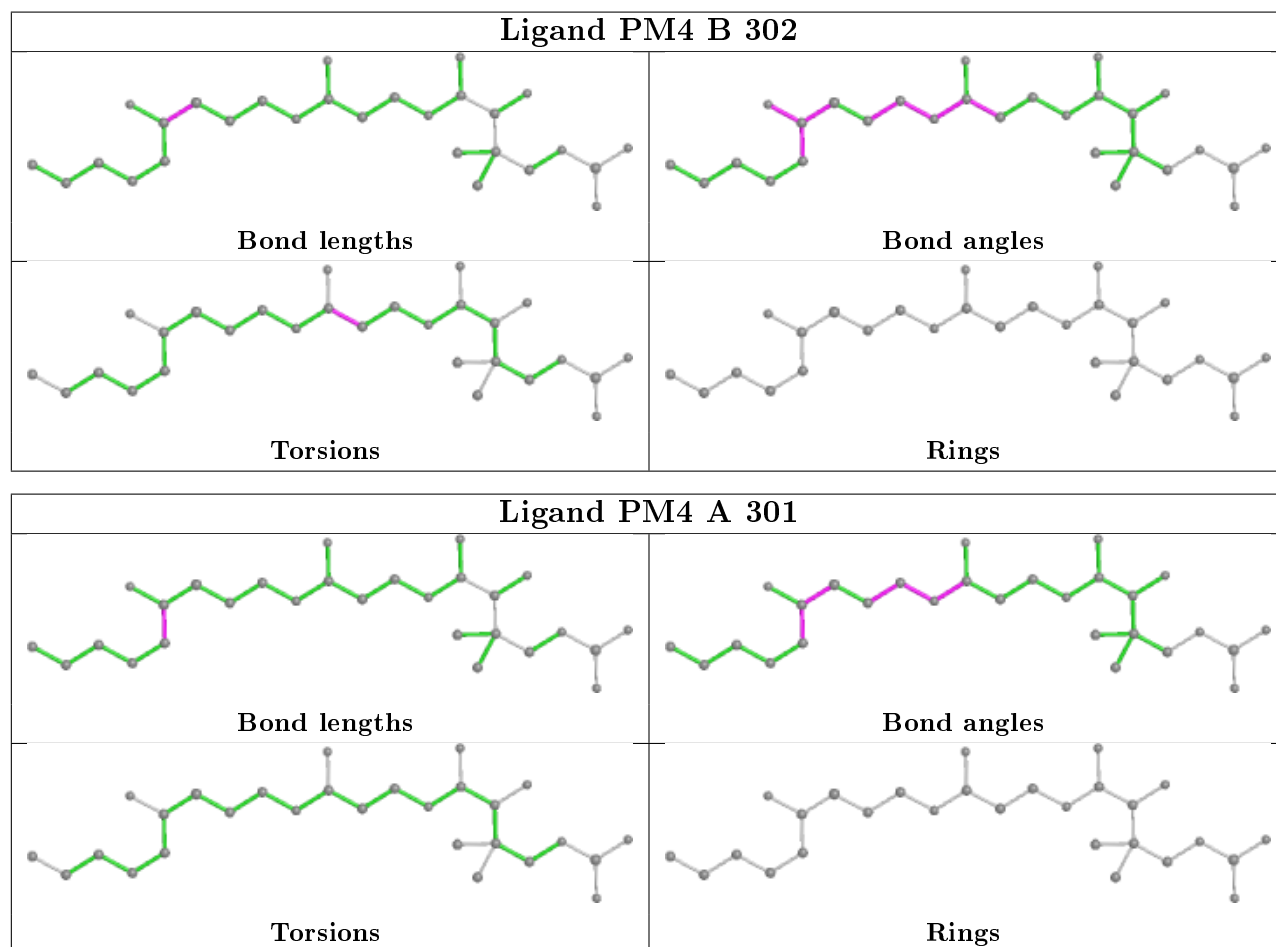 Ligand PM4 B 302
Bond lengths
Bond angles
Torsions
Rings
Ligand PM4 A 301
Bond lengths
Bond angles
Torsions
Rings